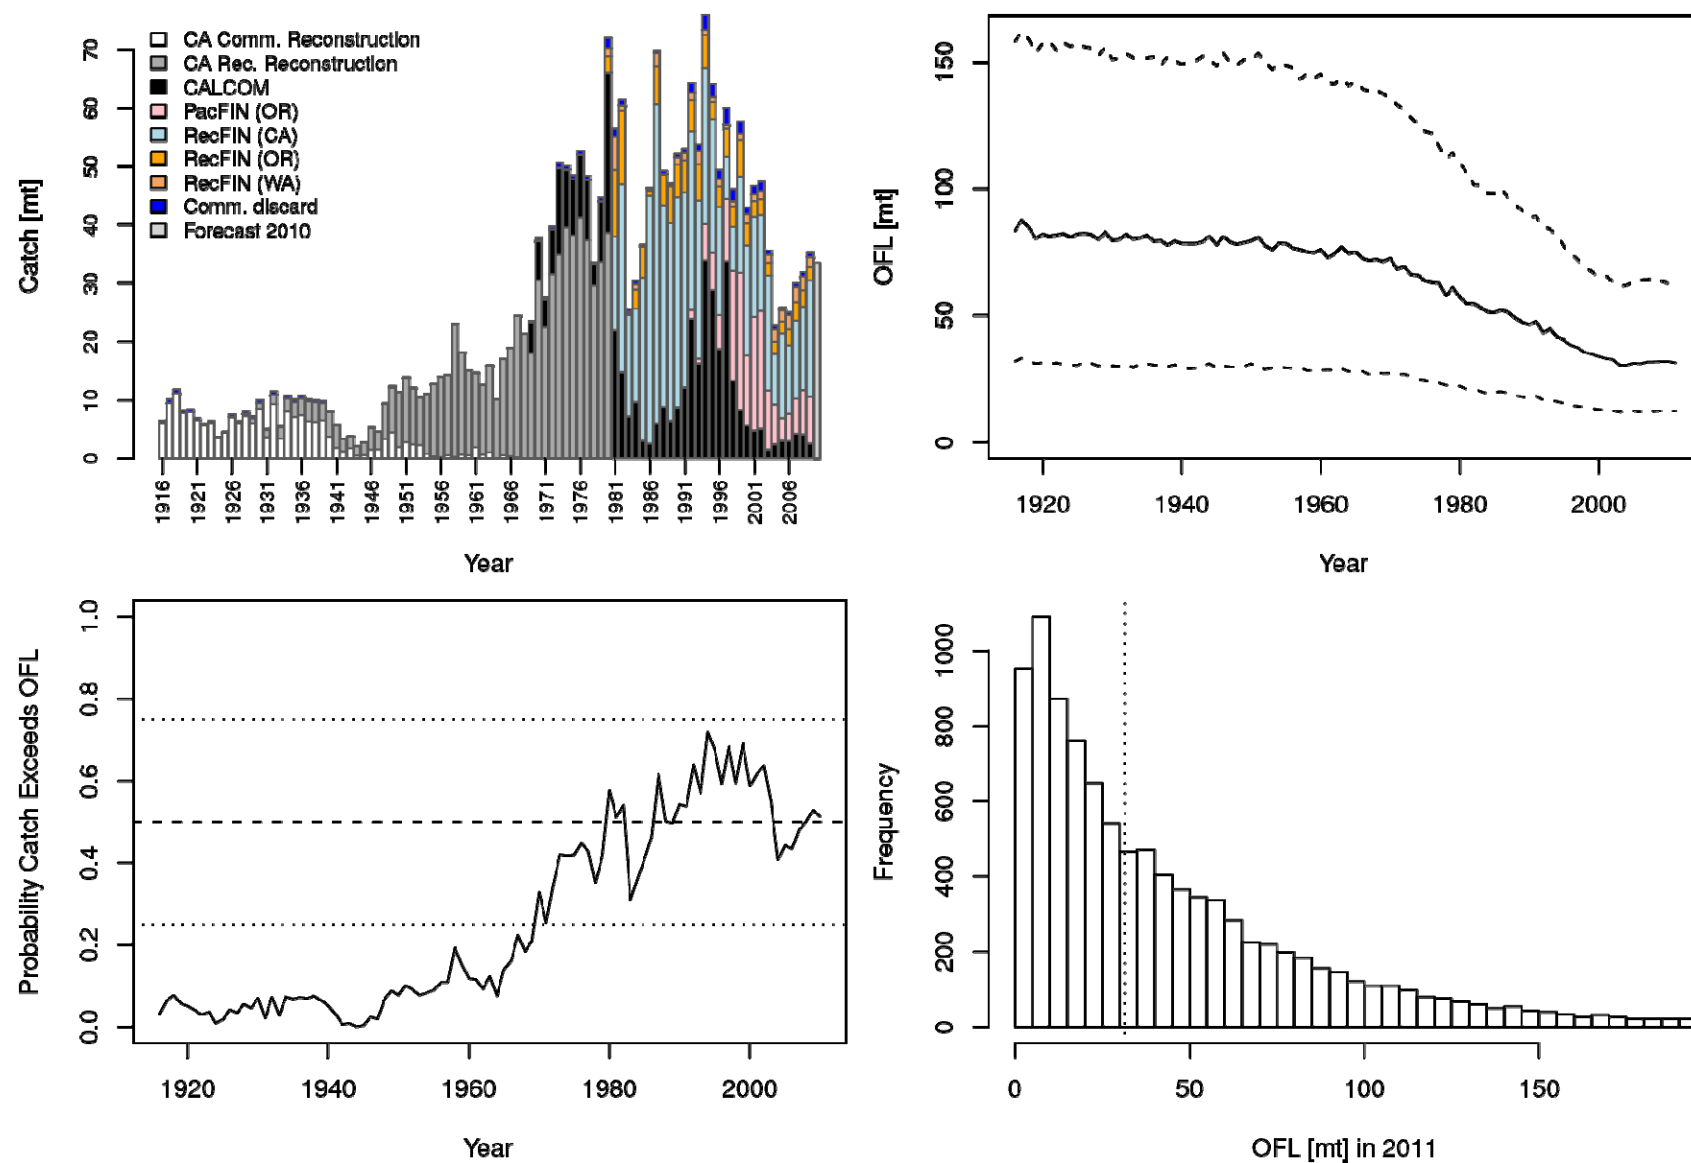 CA Comm. Reconstruction
CA Rec. Reconstruction
CALCOM
PacFIN (OR)
RecFIN (CA)
RecFIN (OR)
RecFIN (WA)
Comm. discard
Forecast 2010
Catch [mt]
70
60
50
40
30
20
10
0
1916 1921 1926 1931 1936 1941 1946 1951 1956 1961 1966 1971 1976 1981 1986 1991 1996 2001 2006
Year
OFL [mt]
150
100
50
0
1920 1940 1960 1980 2000
Year
Probability Catch Exceeds OFL
1.0
0.8
0.6
0.4
0.2
0.0
1920 1940 1960 1980 2000
Year
Frequency
1000
800
600
400
200
0
0 50 100 150
OFL [mt] in 2011